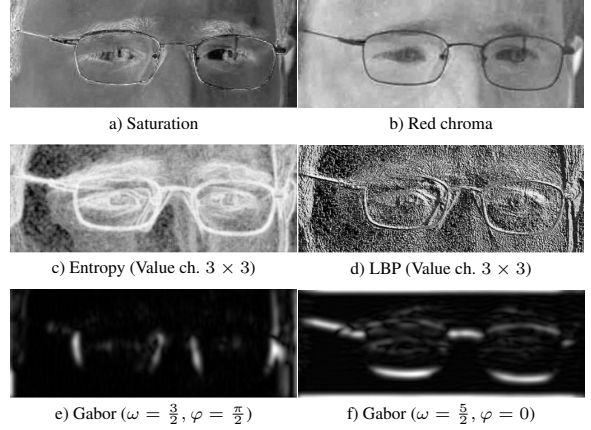 a) Saturation
b) Red chroma
c) Entropy (Value ch. 3 × 3)
d) LBP (Value ch. 3 × 3)
e) Gabor (ω = 3/2, φ = π/2)
f) Gabor (ω = 5/2, φ = 0)